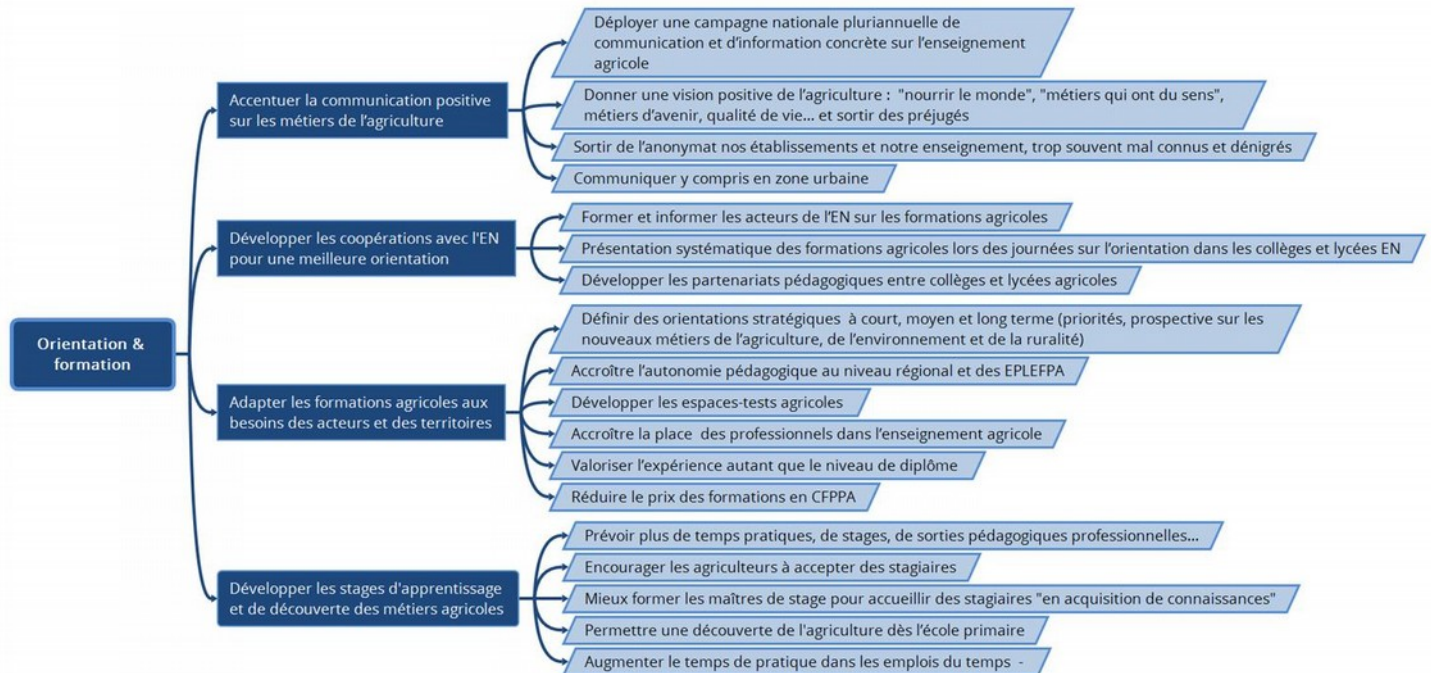 Orientation &
formation
Accentuer la communication positive
sur les métiers de l'agriculture
Déployer une campagne nationale pluriannuelle de
communication et d'information concrète sur l'enseignement
agricole
Donner une vision positive de l'agriculture : "nourrir le monde", "métiers qui ont du sens",
métiers d'avenir, qualité de vie... et sortir des préjugés
Sortir de l'anonymat nos établissements et notre enseignement, trop souvent mal connus et dénigrés
Communiquer y compris en zone urbaine
Développer les coopérations avec l'EN
pour une meilleure orientation
Former et informer les acteurs de l'EN sur les formations agricoles
Présentation systématique des formations agricoles lors des journées sur l'orientation dans les collèges et lycées EN
Développer les partenariats pédagogiques entre collèges et lycées agricoles
Adapter les formations agricoles aux
besoins des acteurs et des territoires
Définir des orientations stratégiques à court, moyen et long terme (priorités, prospective sur les
nouveaux métiers de l'agriculture, de l'environnement et de la ruralité)
Accroître l'autonomie pédagogique au niveau régional et des EPLEFPA
Développer les espaces-tests agricoles
Accroître la place des professionnels dans l'enseignement agricole
Valoriser l'expérience autant que le niveau de diplôme
Réduire le prix des formations en CFPPA
Développer les stages d'apprentissage
et de découverte des métiers agricoles
Prévoir plus de temps pratiques, de stages, de sorties pédagogiques professionnelles...
Encourager les agriculteurs à accepter des stagiaires
Mieux former les maîtres de stage pour accueillir des stagiaires "en acquisition de connaissances"
Permettre une découverte de l'agriculture dès l'école primaire
Augmenter le temps de pratique dans les emplois du temps -